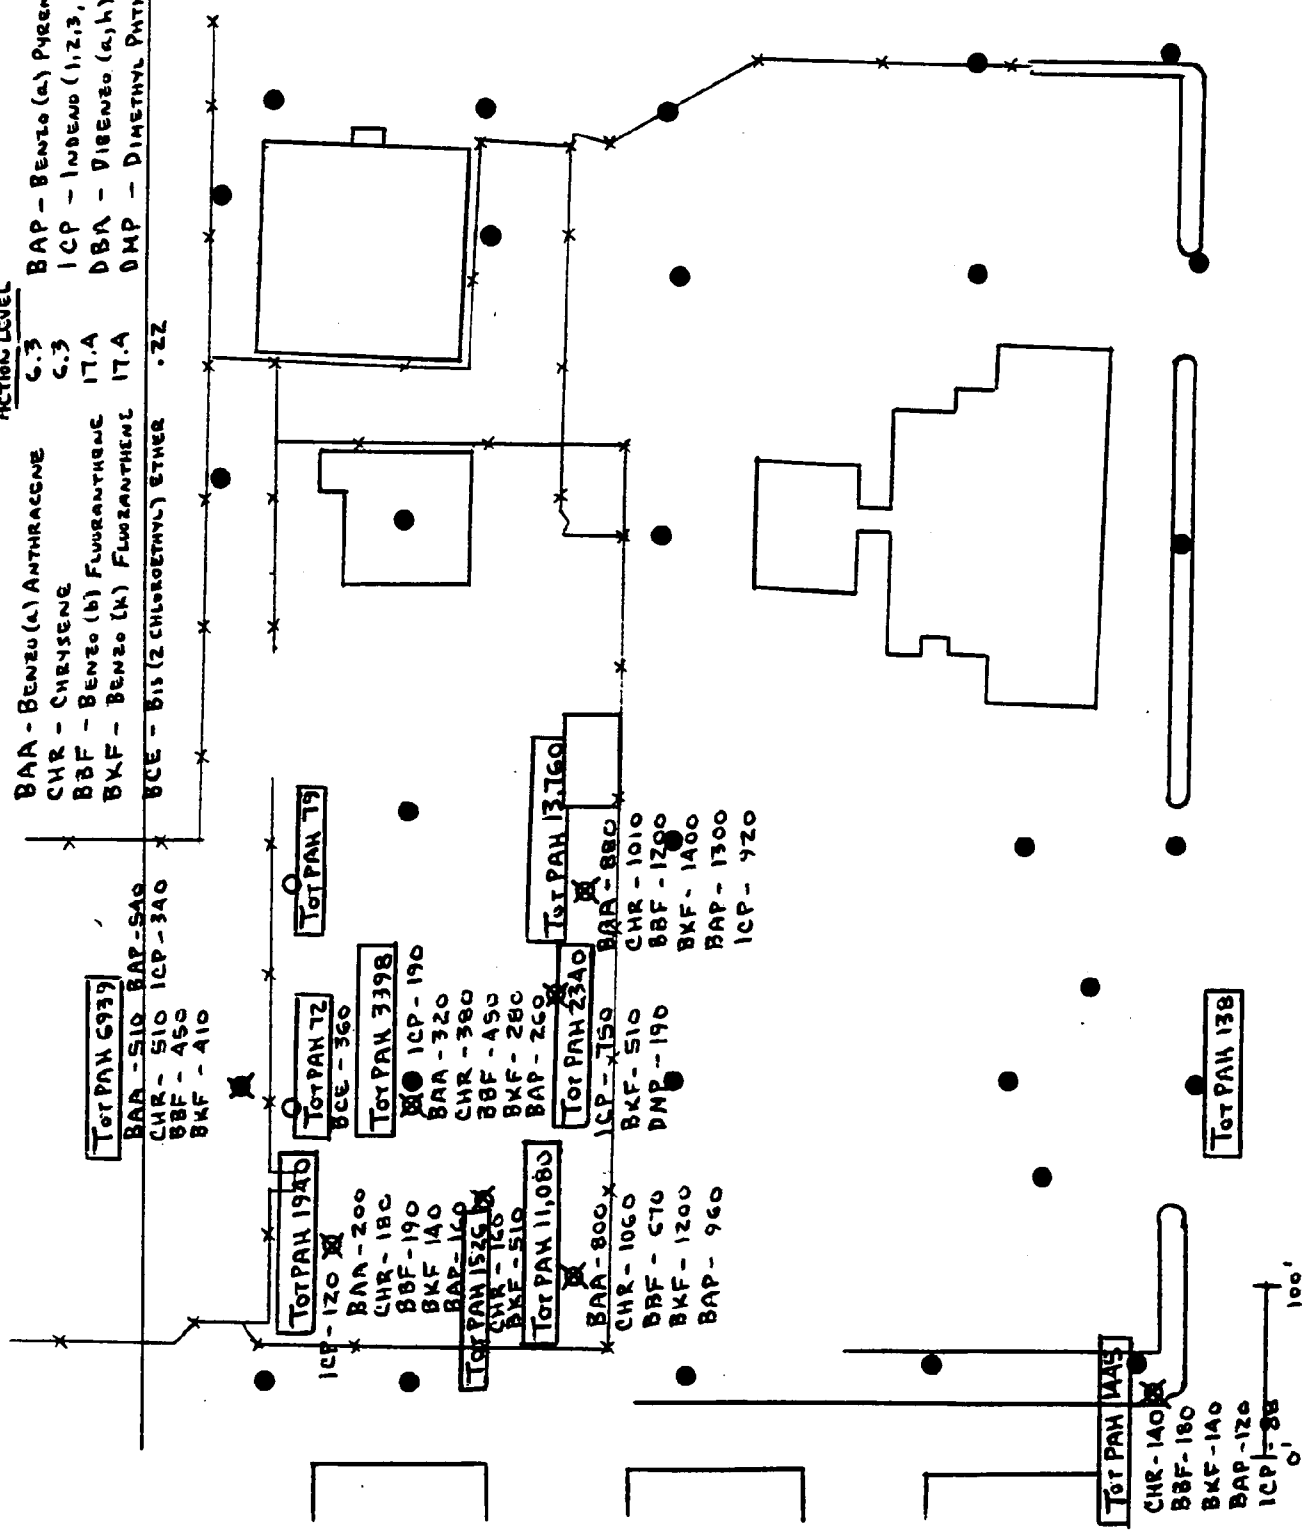 ACTION LEVEL
BAA - BENZO (a) ANTHRACENE 6.3 BAP - BENZO (a) PYREN
CHR - CHRYSENE 6.3 ICP - INDENO (1,2,3,
BBF - BENZO (b) FLUURANTHENE 17.4 DBA - DIBENZO (a,h)
BKF - BENZO (k) FLUORANTHENE 17.4 DMP - DIMETHYL PHTH
BCE - BIS (2 CHLOROETHYL) ETHER .22
TOT PAH 6939
BAA - 510 BAP - 540
CHR - 510 ICP - 340
BBF - 450
BKF - 410
TOT PAH 79
TOT PAH 72
BCE - 360
TOT PAH 3398
ICP - 190
BAA - 320
CHR - 380
BBF - 450
BKF - 280
BAP - 260
TOT PAH 1940
ICP - 120
BAA - 200
CHR - 180
BBF - 190
BKF 140
BAP - 160
TOT PAH 1526
CHR - 160
BKF - 510
TOT PAH 13,760
BAA - 880
CHR - 1010
BBF - 1200
BKF - 1400
BAP - 1300
ICP - 920
TOT PAH 2340
ICP - 750
BKF - 510
DMP - 190
TOT PAH 11,080
BAA - 800
CHR - 1060
BBF - 670
BKF - 1200
BAP - 960
TOT PAH 138
TOT PAH 1445
CHR - 140
BBF - 180
BKF - 140
BAP - 120
ICP - 88
0' 100'